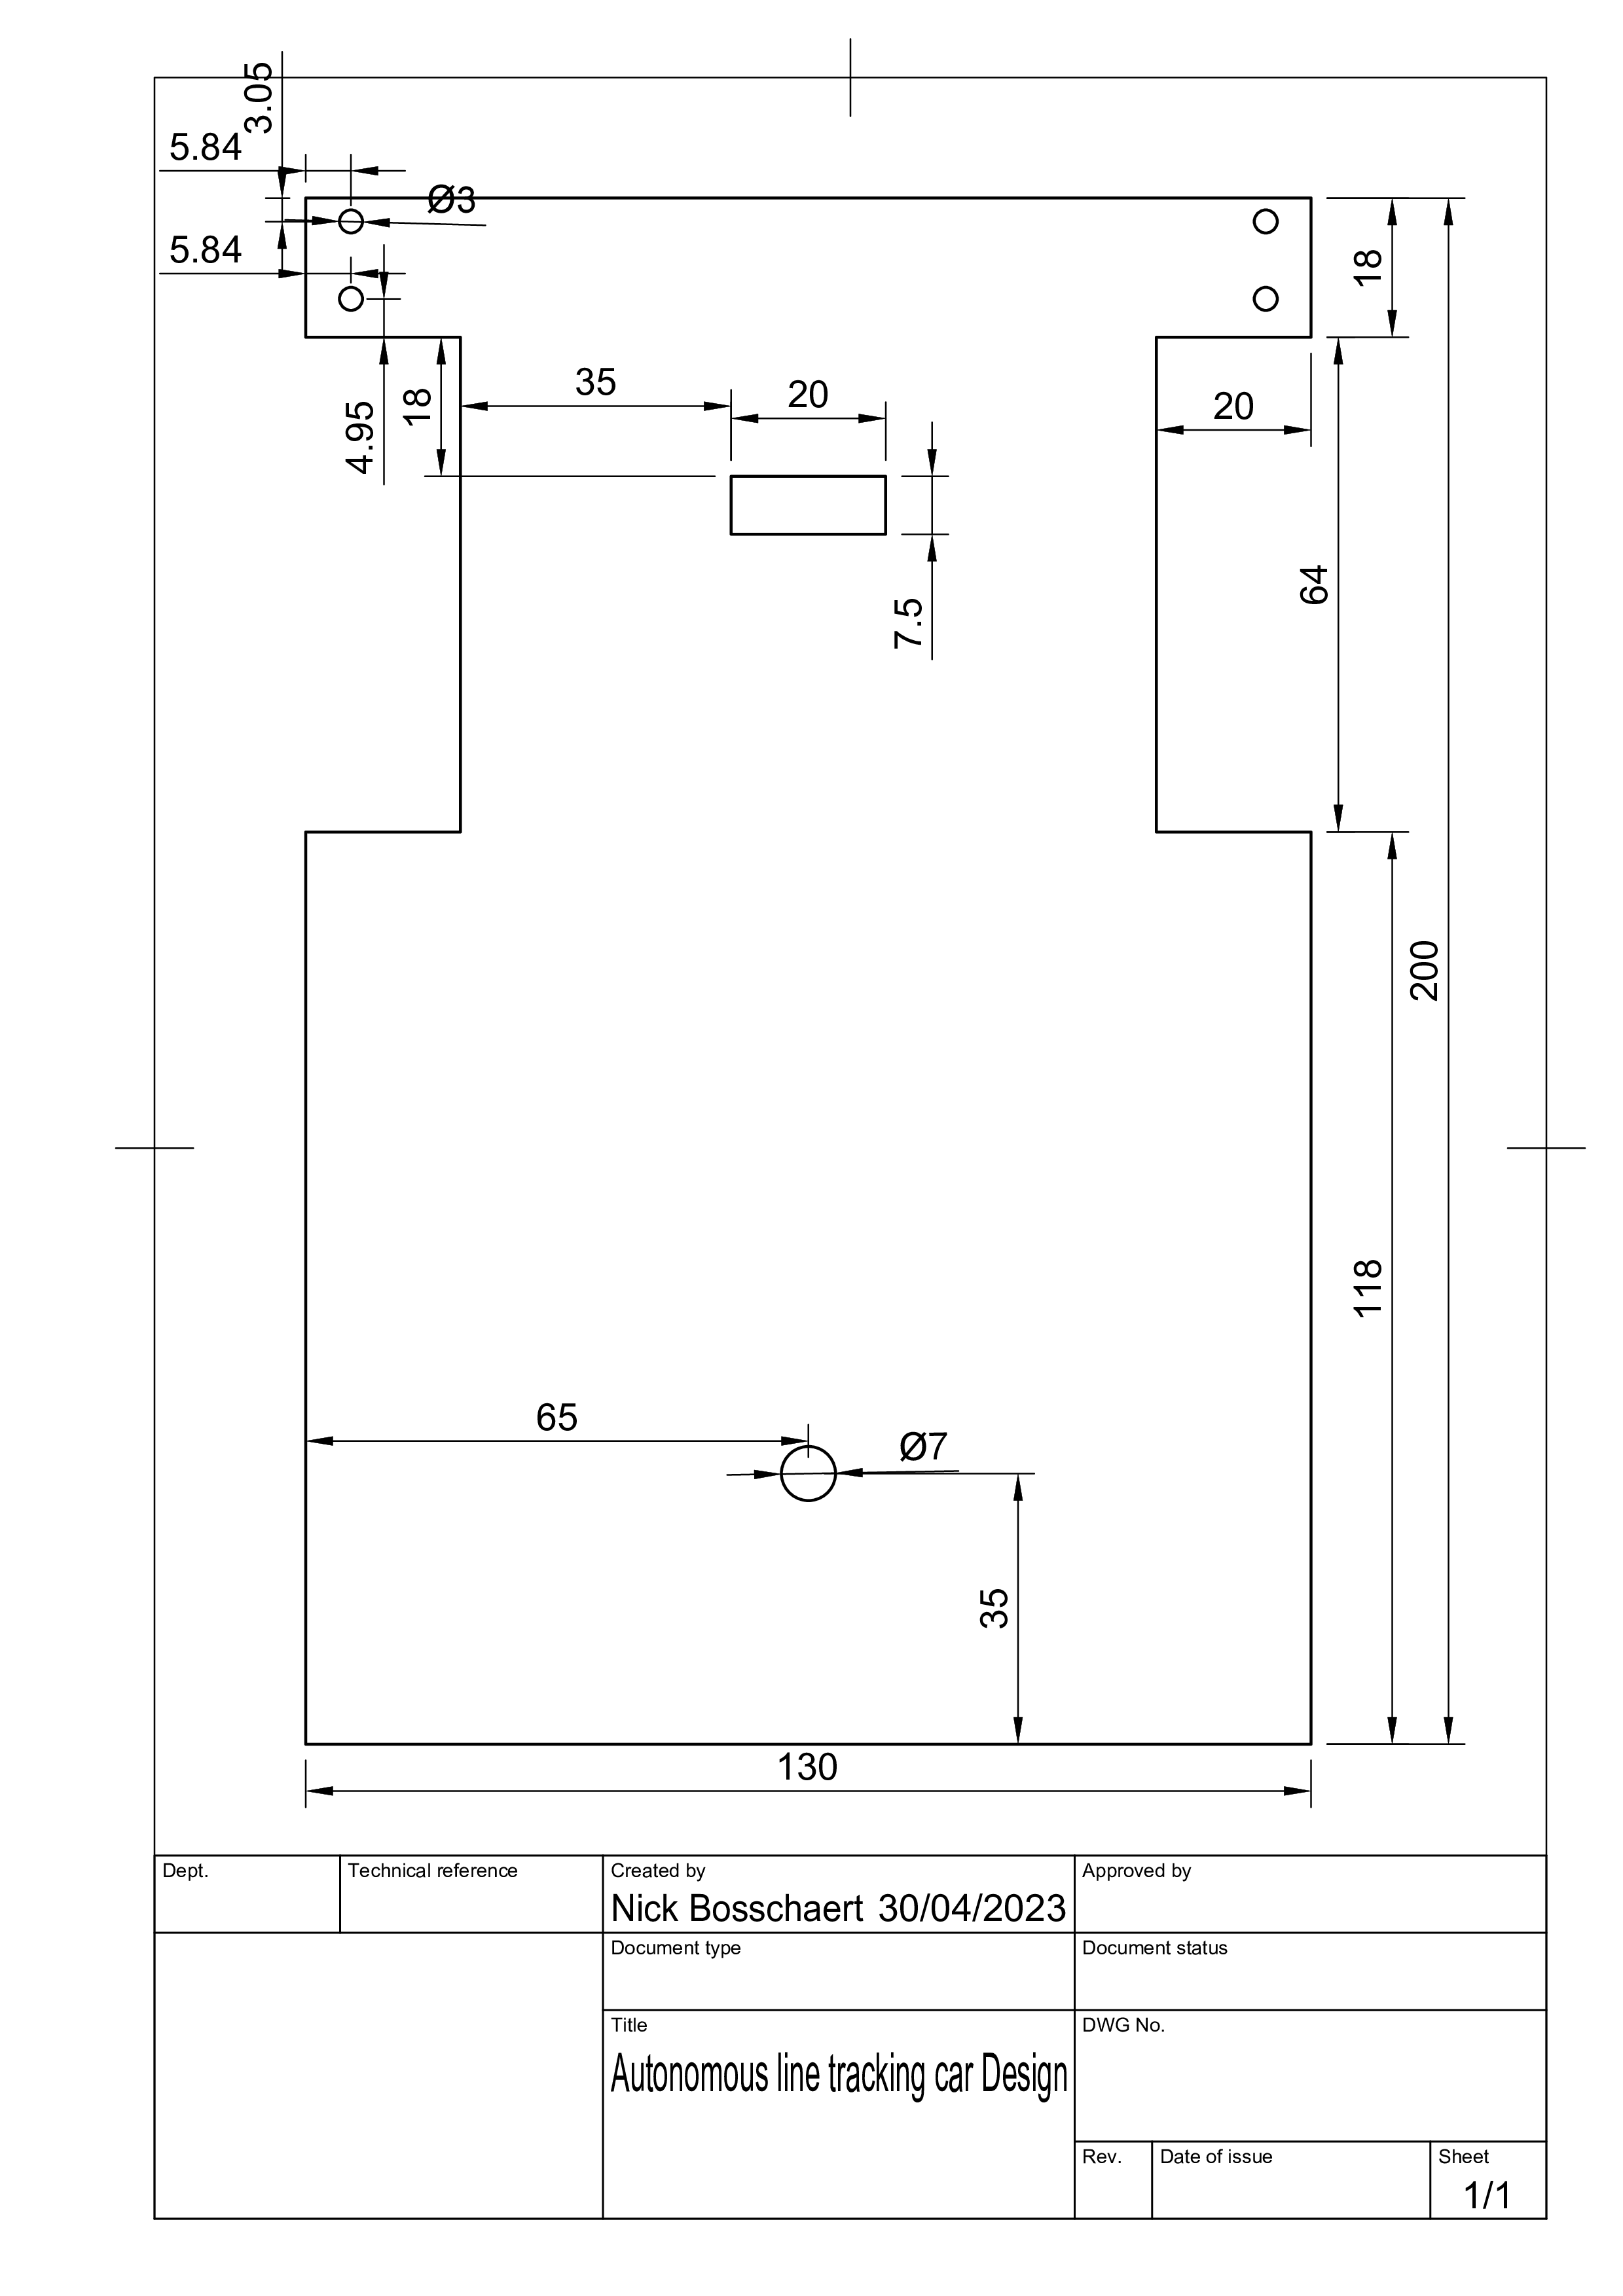 3.05
5.84
Ø3
5.84
18
35
20
20
18
4.95
64
7.5
200
118
65
Ø7
35
130
Dept.
Technical reference
Created by
Approved by
Nick Bosschaert 30/04/2023
Document type
Document status
Title
DWG No.
Autonomous line tracking car Design
Rev.
Date of issue
Sheet
1/1